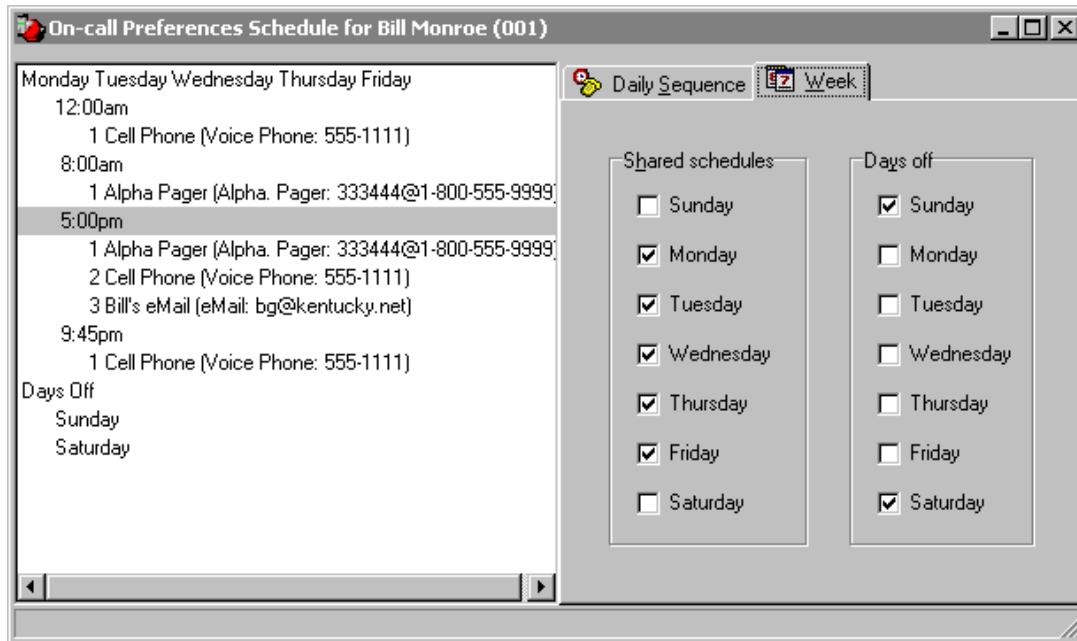 On-call Preferences Schedule for Bill Monroe (001)
Monday Tuesday Wednesday Thursday Friday
12:00am
1 Cell Phone (Voice Phone: 555-1111)
8:00am
1 Alpha Pager (Alpha. Pager: 333444@1-800-555-9999)
5:00pm
1 Alpha Pager (Alpha. Pager: 333444@1-800-555-9999)
2 Cell Phone (Voice Phone: 555-1111)
3 Bill's eMail (eMail: bg@kentucky.net)
9:45pm
1 Cell Phone (Voice Phone: 555-1111)
Days Off
Sunday
Saturday
Daily Sequence
Week
Shared schedules
Sunday
Monday
Tuesday
Wednesday
Thursday
Friday
Saturday
Days off
Sunday
Monday
Tuesday
Wednesday
Thursday
Friday
Saturday